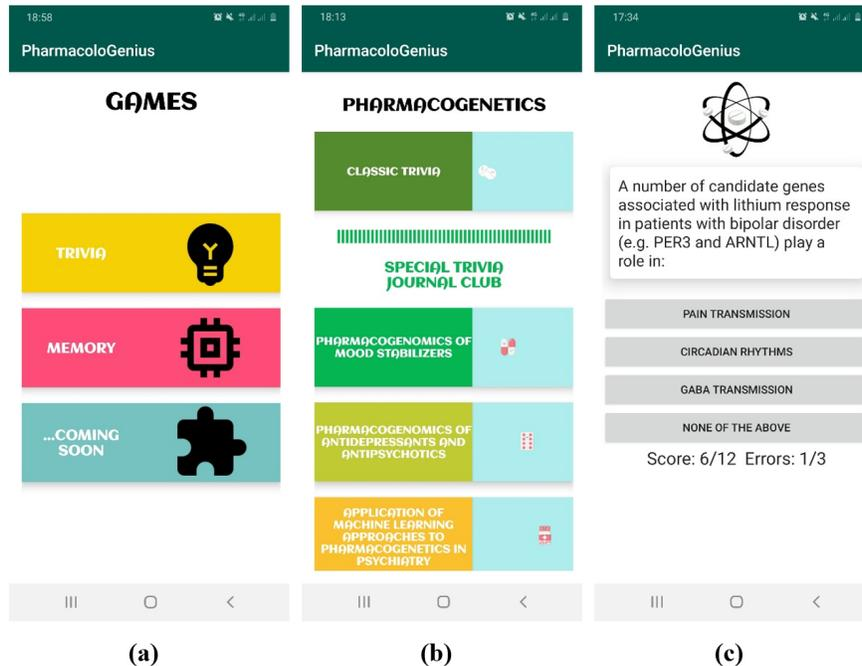 18:58
PharmacoloGenius
GAMES
TRIVIA
MEMORY
...COMING
SOON
(a)
18:13
PharmacoloGenius
PHARMACOGENETICS
CLASSIC TRIVIA
SPECIAL TRIVIA
JOURNAL CLUB
PHARMACOGENOMICS OF
MOOD STABILIZERS
PHARMACOGENOMICS OF
ANTIDEPRESSANTS AND
ANTIPSYCHOTICS
APPLICATION OF
MACHINE LEARNING
APPROACHES TO
PHARMACOGENETICS IN
PSYCHIATRY
(b)
17:34
PharmacoloGenius
A number of candidate genes
associated with lithium response
in patients with bipolar disorder
(e.g. PER3 and ARNTL) play a
role in:
PAIN TRANSMISSION
CIRCADIAN RHYTHMS
GABA TRANSMISSION
NONE OF THE ABOVE
Score: 6/12 Errors: 1/3
(c)